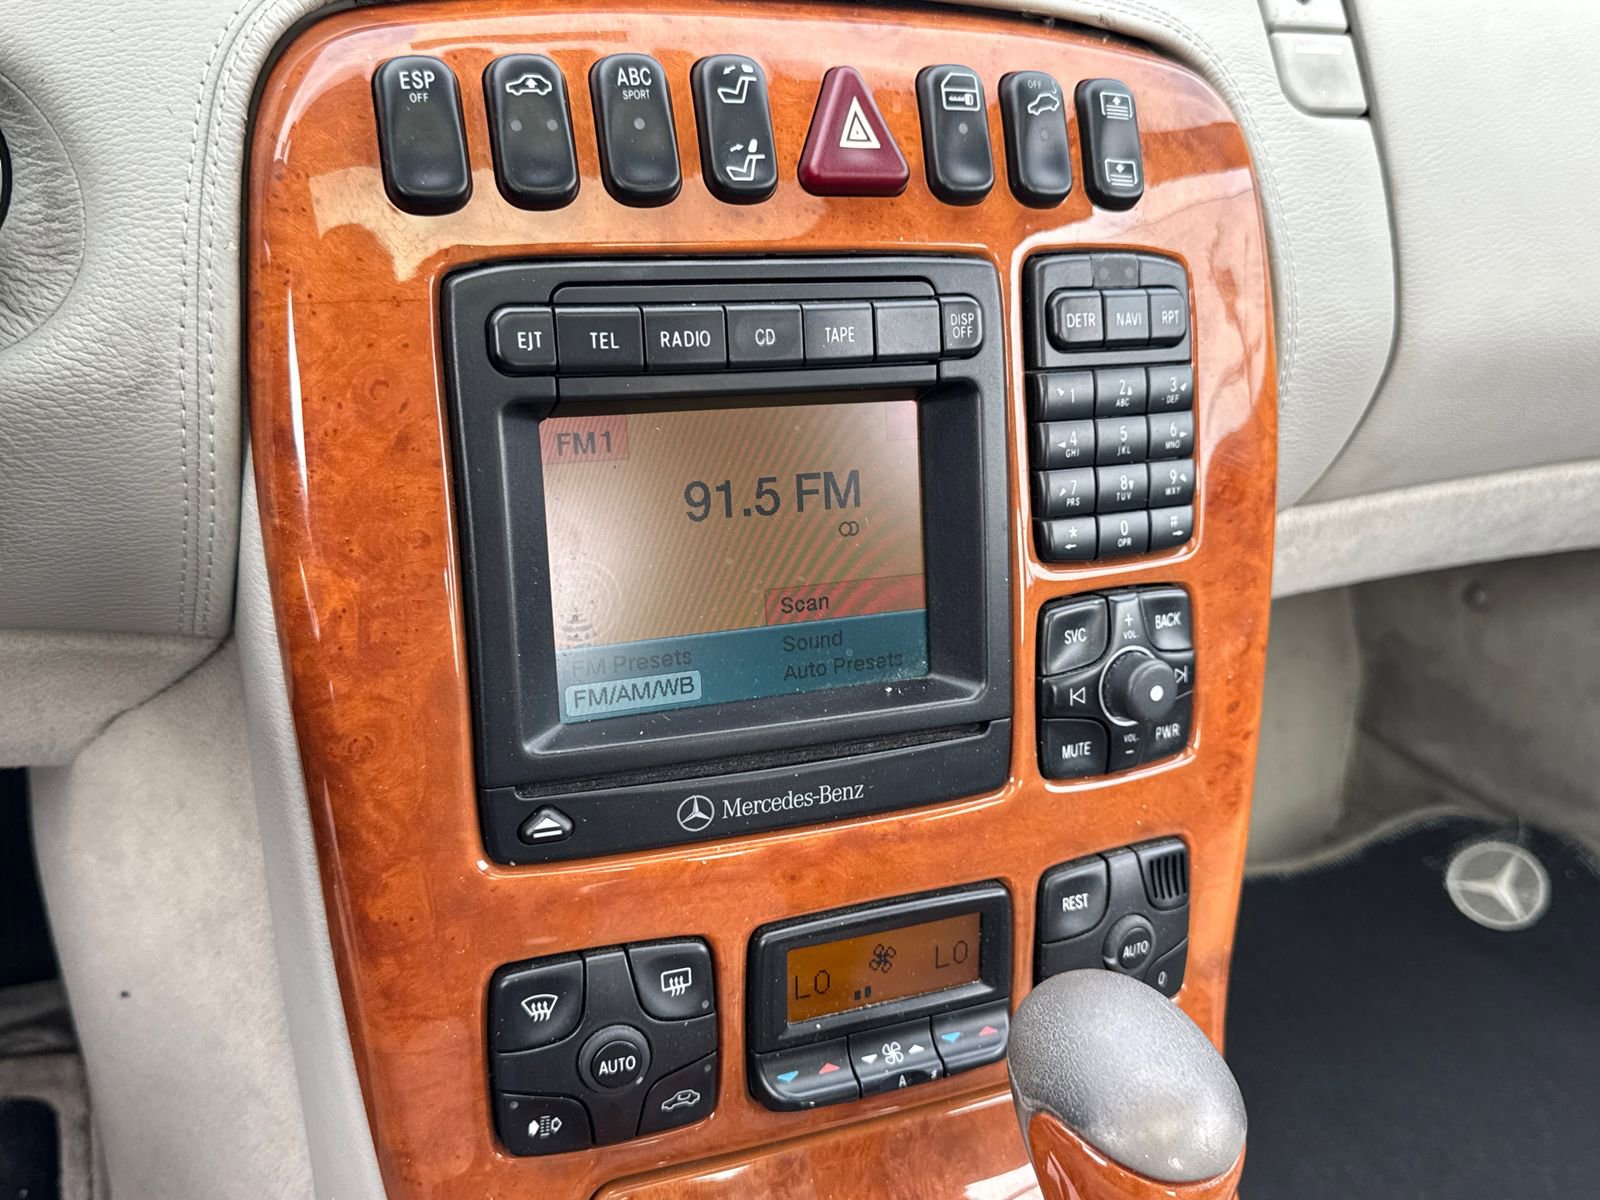 ESP
OFF
ABC
SPORT
OFF
EJT TEL RADIO CD TAPE DISP OFF
DETR NAVI RPT
1 2 ABC 3 DEF
4 GHI 5 JKL 6 MNO
7 PRS 8 TUV 9 WXY
* 0 OPR #
FM1
91.5 FM
Scan
Sound
FM Presets
Auto Presets
FM/AM/WB
SVC + VOL. BACK
MUTE VOL. - PWR
Mercedes-Benz
REST
AUTO
0
LO LO
AUTO
A